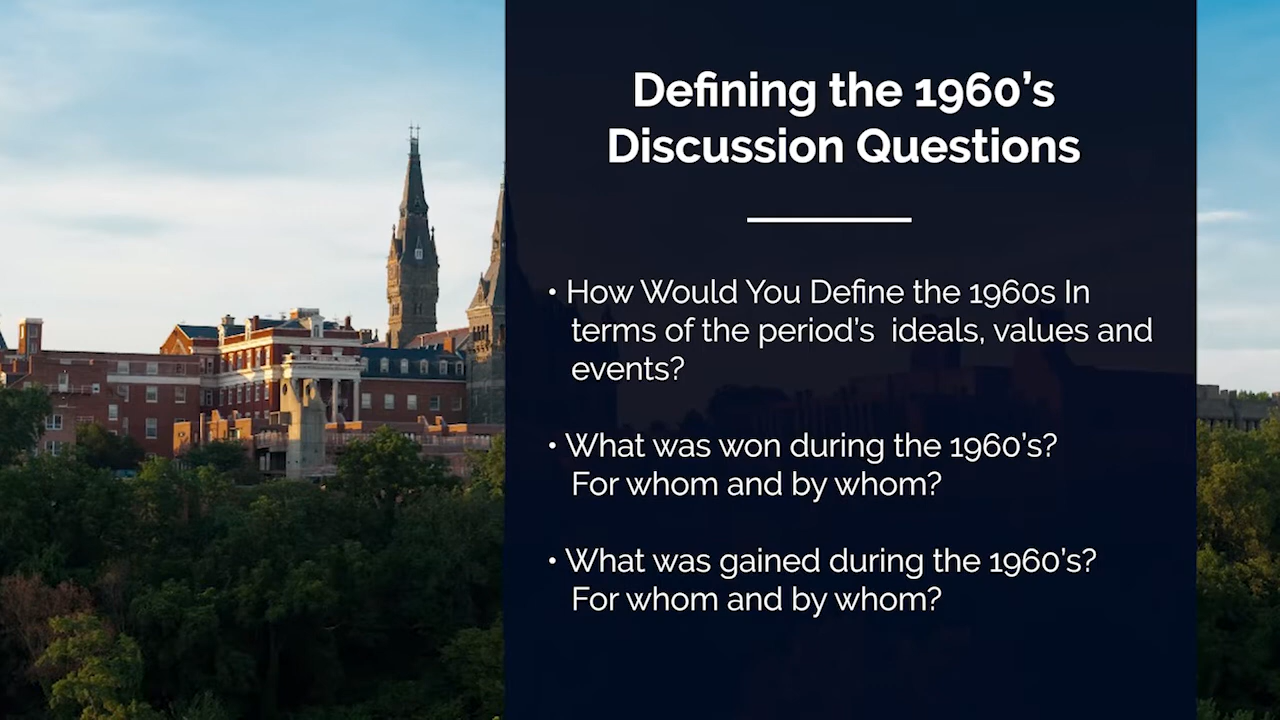 Defining the 1960's
Discussion Questions
• How Would You Define the 1960s In
terms of the period's  ideals, values and
events?
• What was won during the 1960's?
For whom and by whom?
• What was gained during the 1960's?
For whom and by whom?